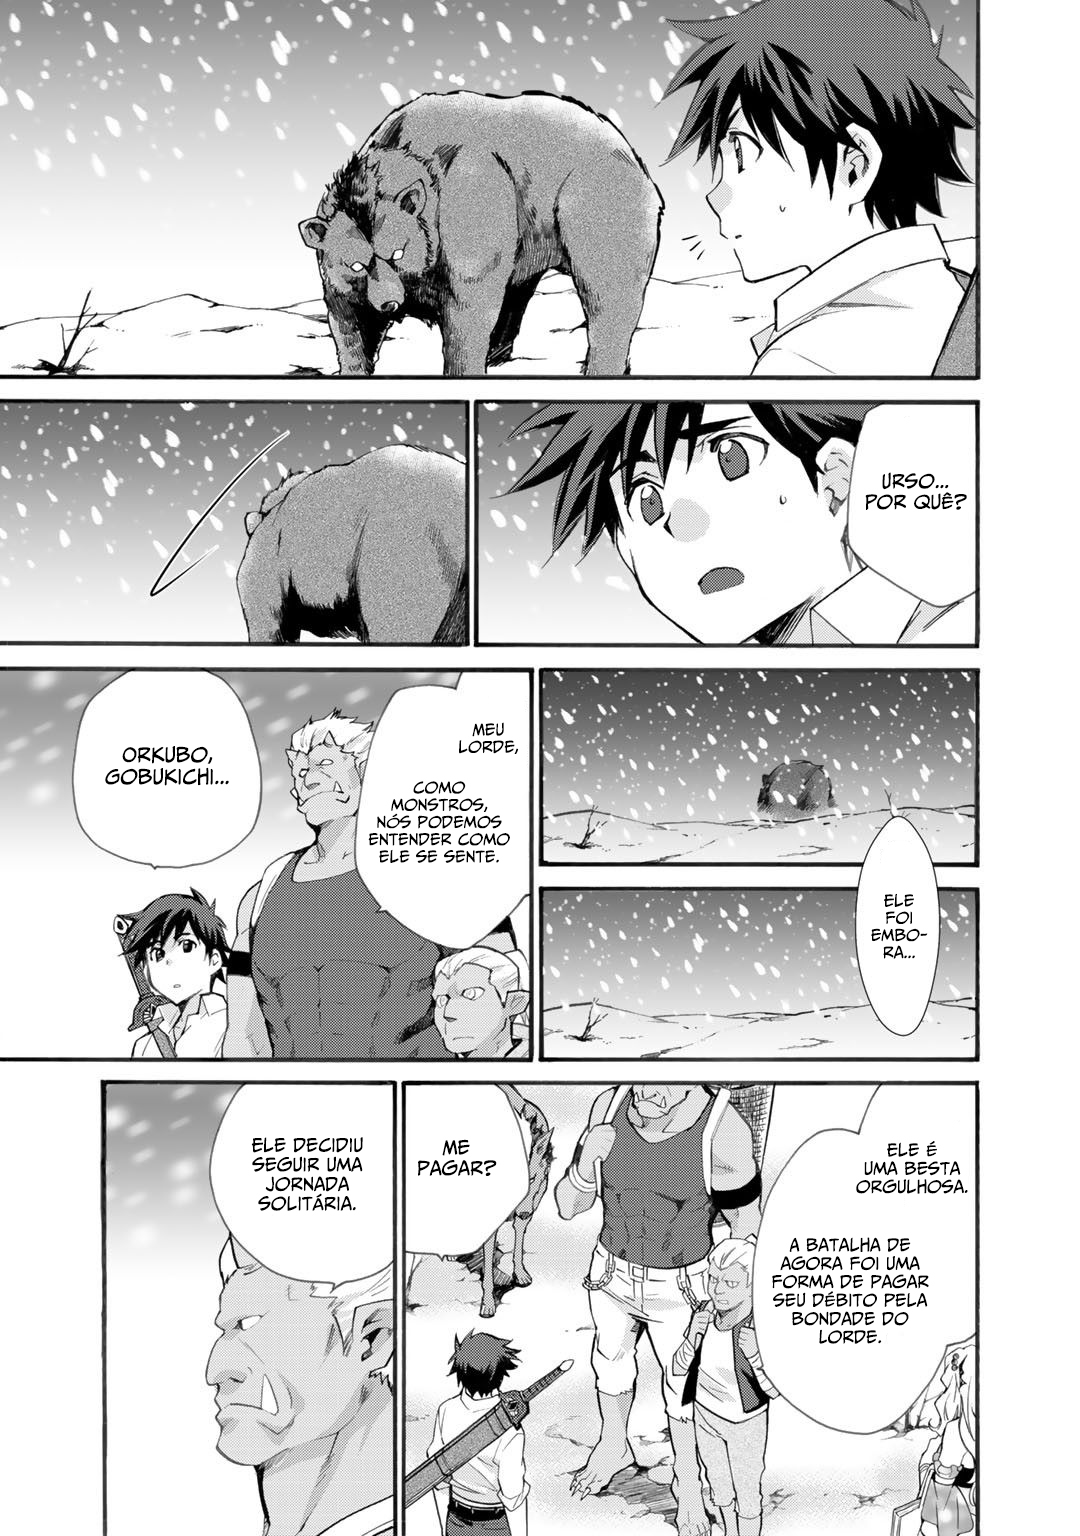 URSO...
POR QUÊ?
ELE
FOI
EMBO-
RA...
MEU
LORDE,
COMO
MONSTROS,
NÓS PODEMOS
ENTENDER COMO
ELE SE SENTE.
ORKUBO,
GOBUKICHI...
ELE É
UMA BESTA
ORGULHOSA.
A BATALHA DE
AGORA FOI UMA
FORMA DE PAGAR
SEU DÉBITO PELA
BONDADE DO
LORDE.
ME
PAGAR?
ELE DECIDIU
SEGUIR UMA
JORNADA
SOLITÁRIA.